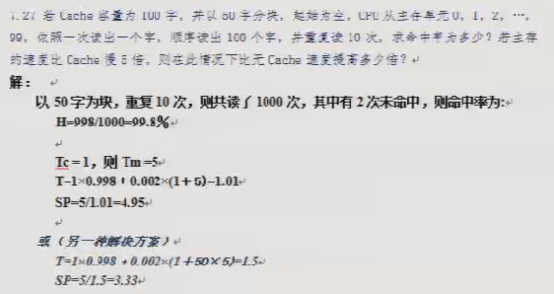 7.27 若 Cache 容量为 100 字，并以 50 字分块，起始为空，CPU 从主存单元 0，1，2，…，
99，依照一次读出一个字，顺序读出 100 个字，并重复读 10 次，求命中率为多少？若主存
的速度比 Cache 慢 5 倍，则在此情况下比无 Cache 速度提高多少倍？
解：
以 50 字为块，重复 10 次，则共读了 1000 次，其中有 2 次未命中，则命中率为:
H=998/1000=99.8%
Tc = 1，则 Tm =5
T=1×0.998 + 0.002×(1+5)=1.01
SP=5/1.01=4.95
或（另一种解决方案）
T=1×0.998 + 0.002×(1+50×5)=1.5
SP=5/1.5=3.33